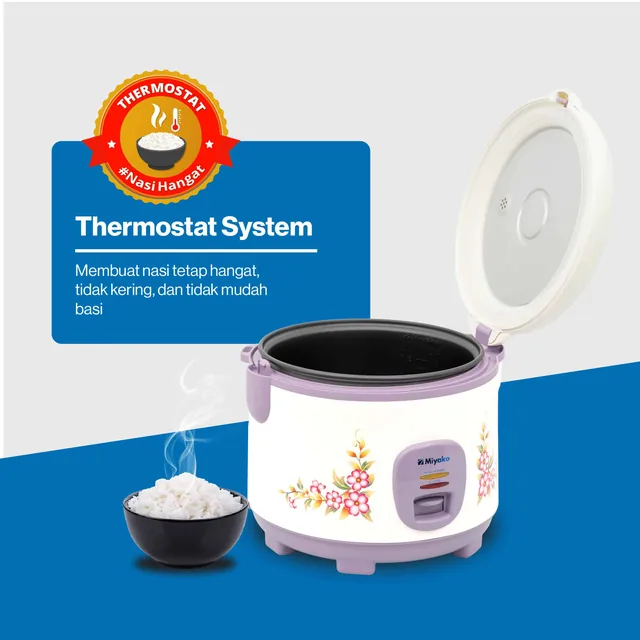 THERMOSTAT
#Nasi Hangat
Thermostat System
Membuat nasi tetap hangat,
tidak kering, dan tidak mudah
basi
Miyako